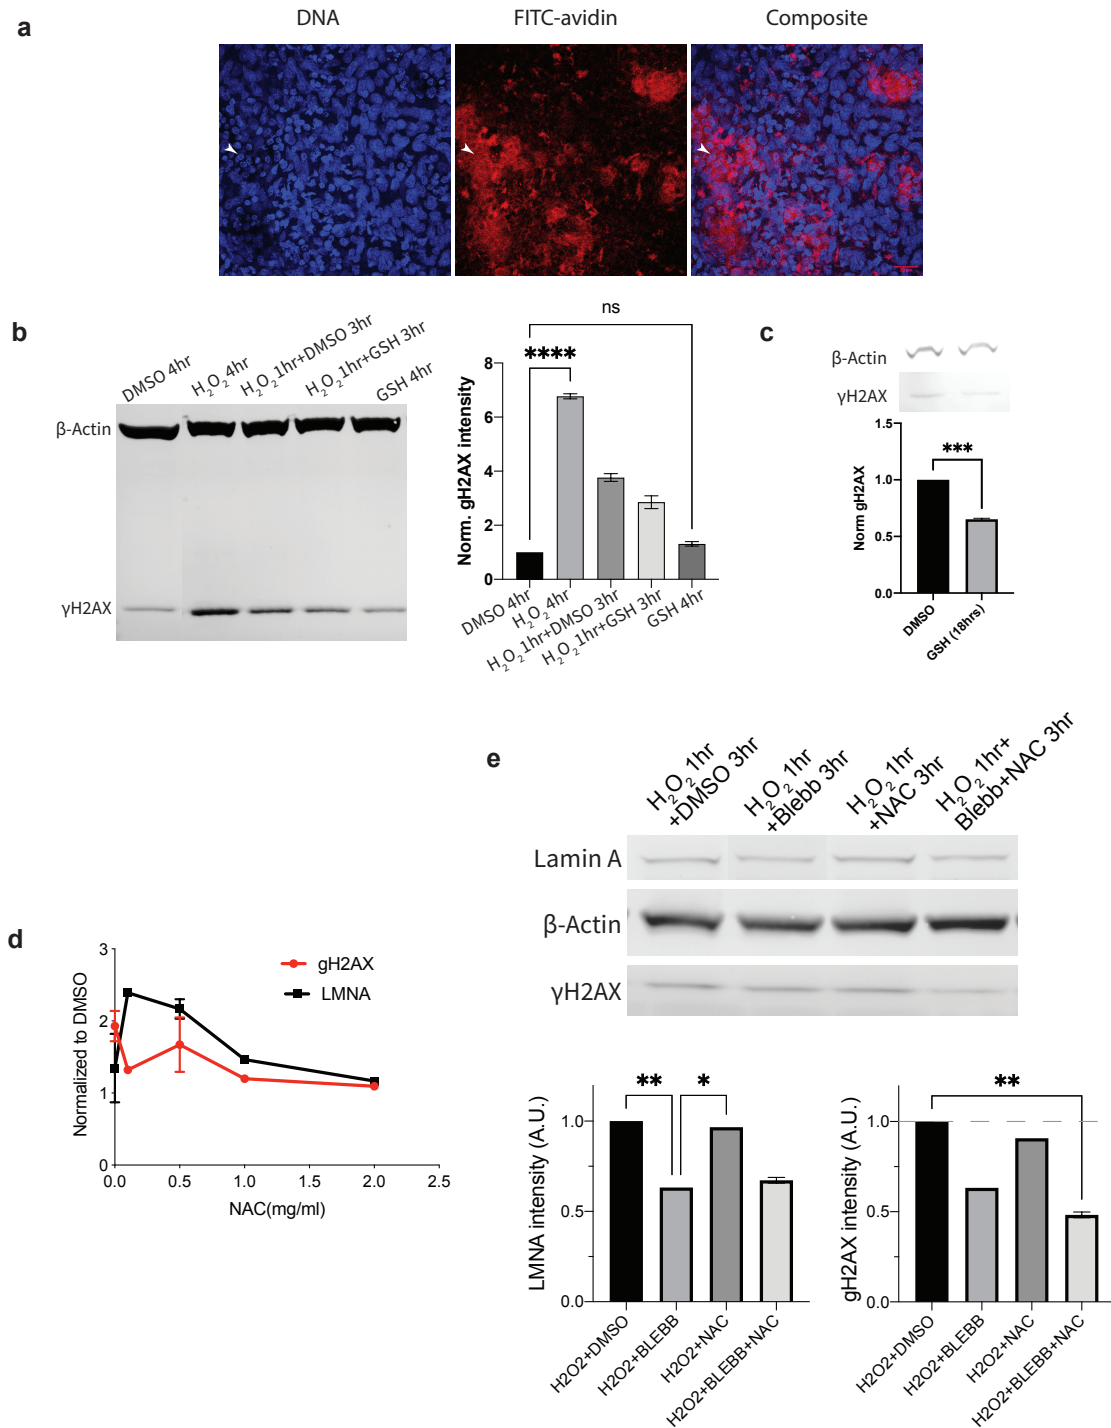 a
DNA
FITC-avidin
Composite
b
DMSO 4hr
H₂O₂ 4hr
H₂O₂ 1hr+DMSO 3hr
H₂O₂ 1hr+GSH 3hr
GSH 4hr
β-Actin
γH2AX
ns
****
Norm. gH2AX intensity
8
6
4
2
0
DMSO 4hr
H₂O₂ 4hr
H₂O₂ 1hr+DMSO 3hr
H₂O₂ 1hr+GSH 3hr
GSH 4hr
c
β-Actin
γH2AX
Norm gH2AX
1.5
1.0
0.5
0.0
***
DMSO
GSH (18hrs)
d
Normalized to DMSO
3
2
1
0
gH2AX
LMNA
0.0 0.5 1.0 1.5 2.0 2.5
NAC(mg/ml)
e
H₂O₂ 1hr
+DMSO 3hr
H₂O₂ 1hr
+Blebb 3hr
H₂O₂ 1hr
+NAC 3hr
H₂O₂ 1hr+
Blebb+NAC 3hr
Lamin A
β-Actin
γH2AX
LMNA intensity (A.U.)
1.0
0.5
0.0
**
*
H2O2+DMSO
H2O2+BLEBB
H2O2+NAC
H2O2+BLEBB+NAC
gH2AX intensity (A.U.)
1.0
0.5
0.0
**
H2O2+DMSO
H2O2+BLEBB
H2O2+NAC
H2O2+BLEBB+NAC